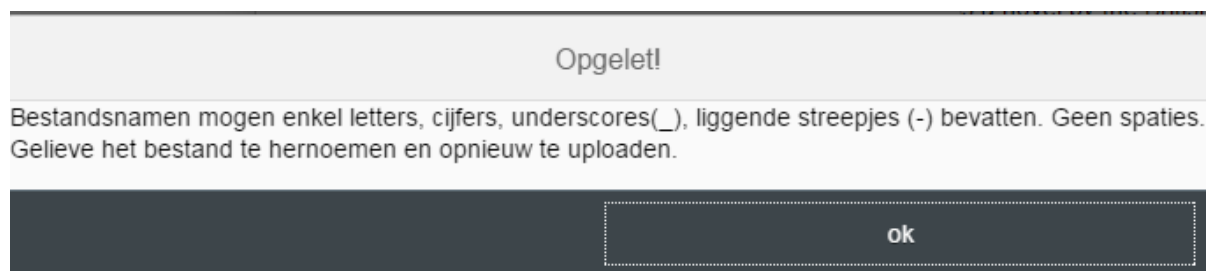 Opgelet!
Bestandsnamen mogen enkel letters, cijfers, underscores(_), liggende streepjes (-) bevatten. Geen spaties.
Gelieve het bestand te hernoemen en opnieuw te uploaden.
ok